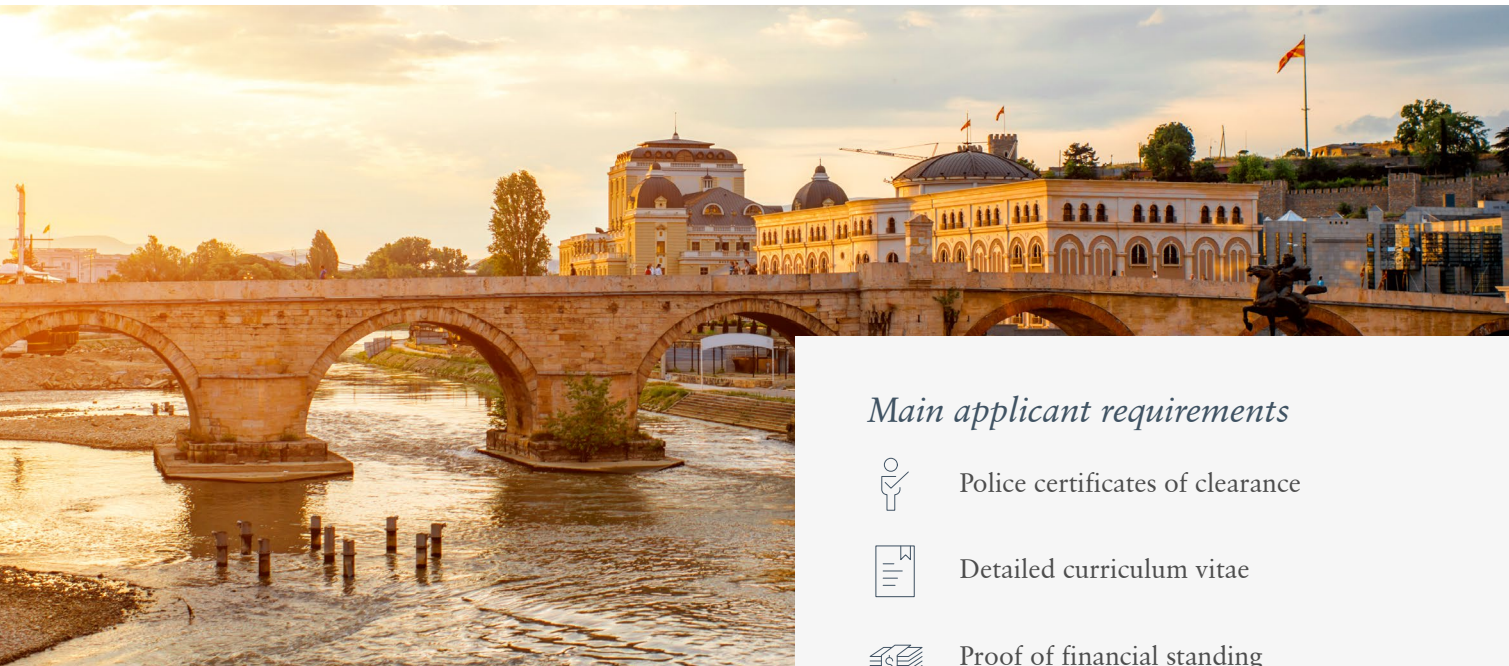 Main applicant requirements
Police certificates of clearance
Detailed curriculum vitae
Proof of financial standing